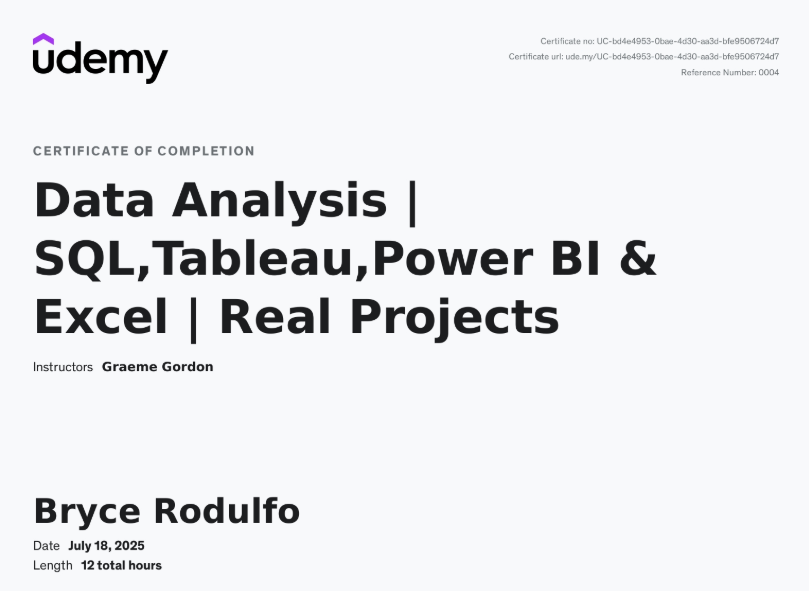 udemy
Certificate no: UC-bd4e4953-0bae-4d30-aa3d-bfe9506724d7
Certificate url: ude.my/UC-bd4e4953-0bae-4d30-aa3d-bfe9506724d7
Reference Number: 0004
CERTIFICATE OF COMPLETION
Data Analysis |
SQL,Tableau,Power BI &
Excel | Real Projects
Instructors Graeme Gordon
Bryce Rodulfo
Date July 18, 2025
Length 12 total hours